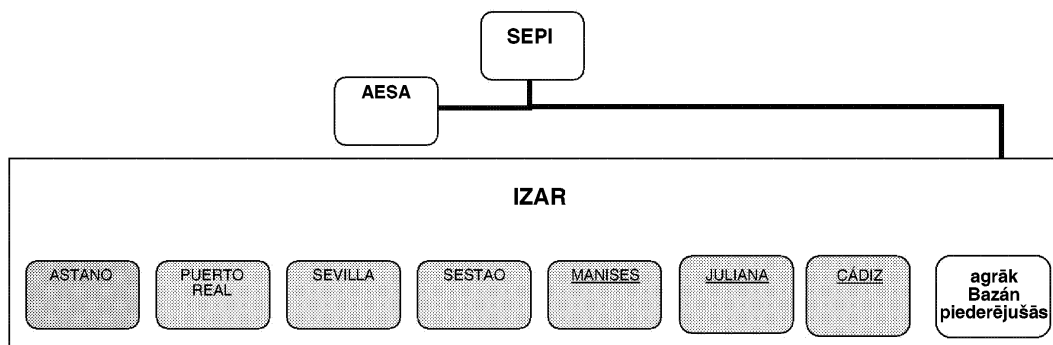 SEPI
AESA
IZAR
ASTANO
PUERTO
REAL
SEVILLA
SESTAO
MANISES
JULIANA
CÁDIZ
agrāk
Bazán
piederējušās